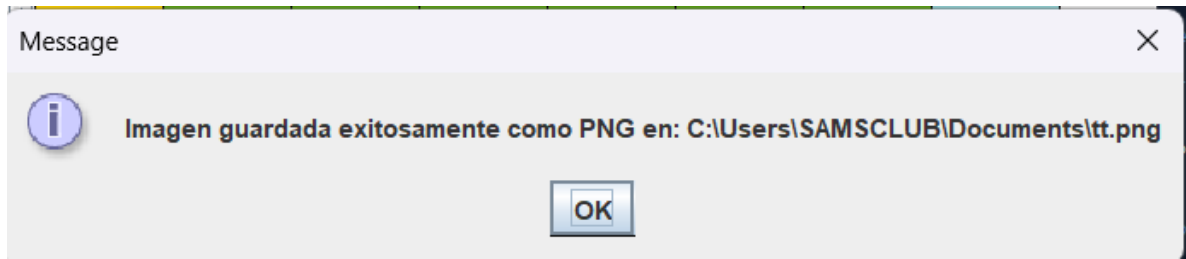 Message
Imagen guardada exitosamente como PNG en: C:\Users\SAMSCLUB\Documents\tt.png
OK